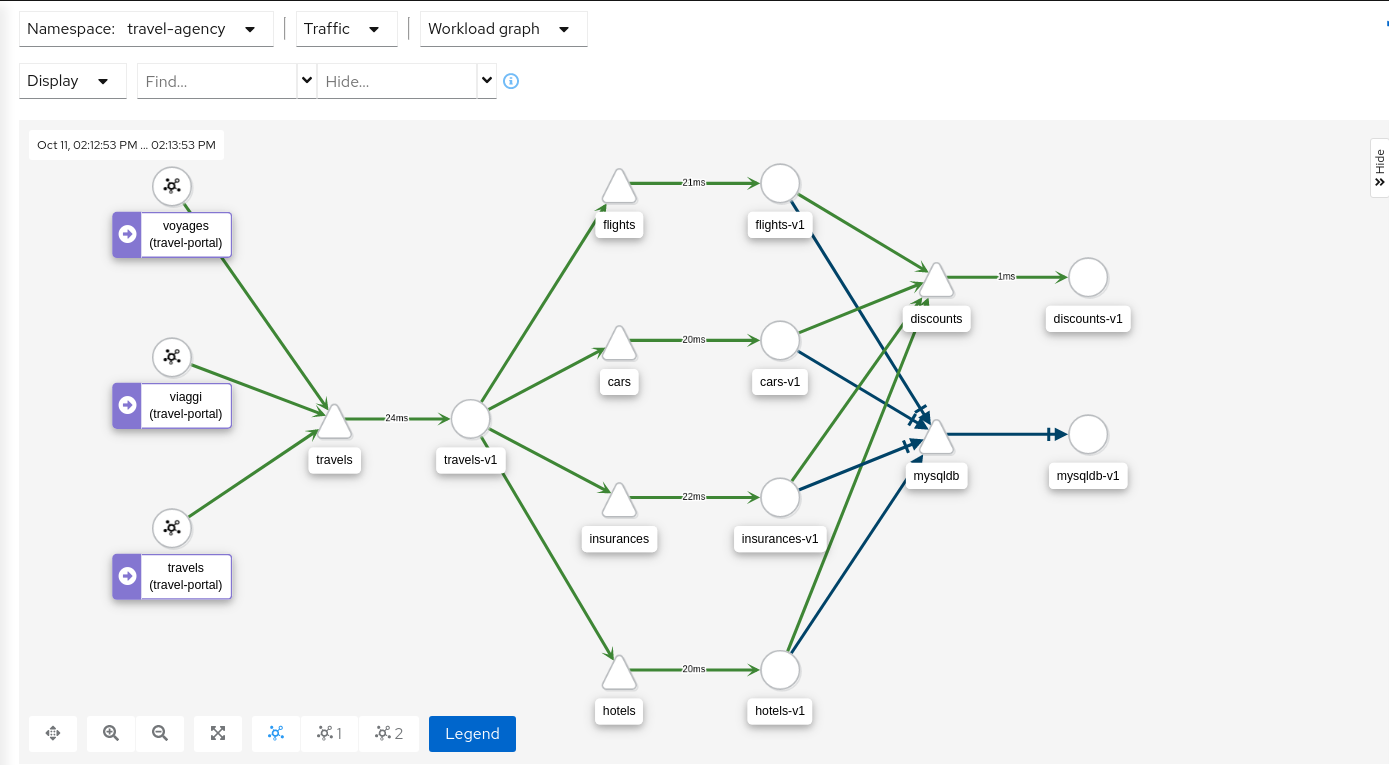 Namespace: travel-agency
Traffic
Workload graph
Display
Find...
Hide...
Oct 11, 02:12:53 PM ... 02:13:53 PM
Hide
voyages
(travel-portal)
flights
21ms
flights-v1
discounts
1ms
discounts-v1
viaggi
(travel-portal)
cars
20ms
cars-v1
travels
24ms
travels-v1
mysqldb
mysqldb-v1
insurances
22ms
insurances-v1
travels
(travel-portal)
hotels
20ms
hotels-v1
1
2
Legend